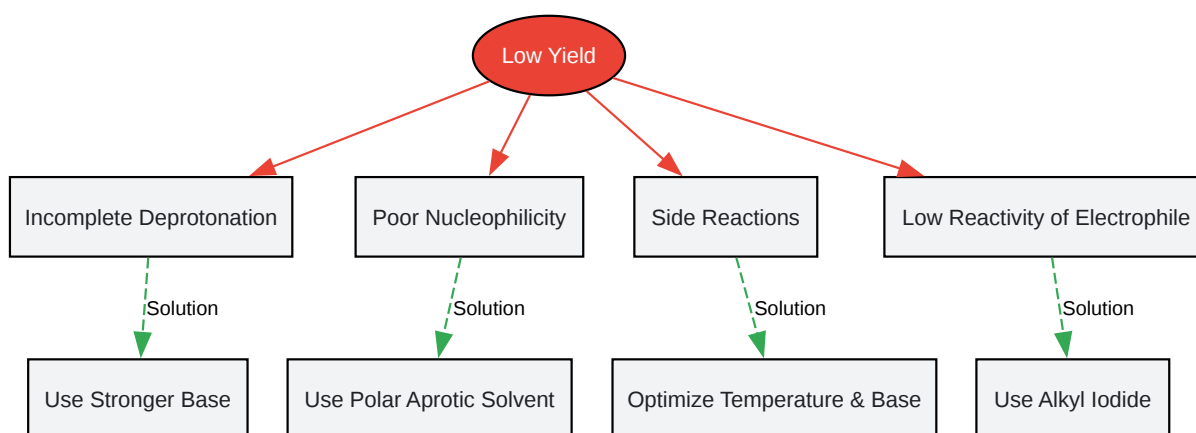 Low Yield
Incomplete Deprotonation
Poor Nucleophilicity
Side Reactions
Low Reactivity of Electrophile
Solution
Solution
Solution
Solution
Use Stronger Base
Use Polar Aprotic Solvent
Optimize Temperature & Base
Use Alkyl Iodide